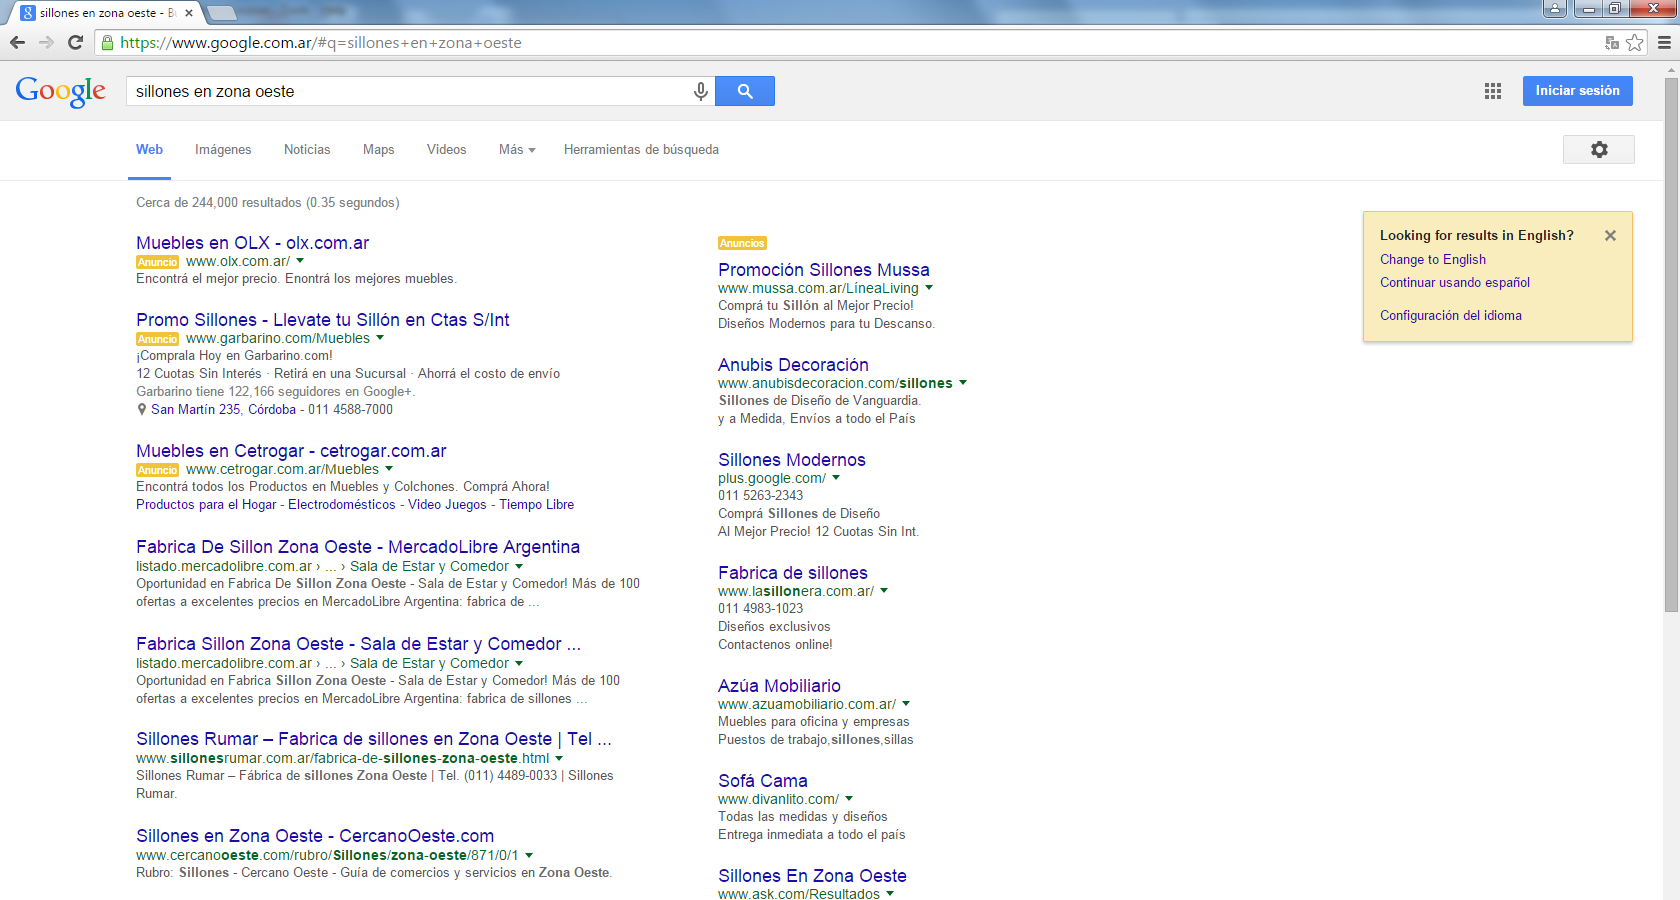 sillones en zona oeste - B
https://www.google.com.ar/#q=sillones+en+zona+oeste
Google
sillones en zona oeste
Iniciar sesión
Web
Imágenes
Noticias
Maps
Videos
Más
Herramientas de búsqueda
Cerca de 244,000 resultados (0.35 segundos)
Muebles en OLX - olx.com.ar
Anuncio www.olx.com.ar/
Encontrá el mejor precio. Enontrá los mejores muebles.
Promo Sillones - Llevate tu Sillón en Ctas S/Int
Anuncio www.garbarino.com/Muebles
¡Comprala Hoy en Garbarino.com!
12 Cuotas Sin Interés · Retirá en una Sucursal · Ahorrá el costo de envío
Garbarino tiene 122,166 seguidores en Google+.
San Martín 235, Córdoba - 011 4588-7000
Muebles en Cetrogar - cetrogar.com.ar
Anuncio www.cetrogar.com.ar/Muebles
Encontrá todos los Productos en Muebles y Colchones. Comprá Ahora!
Productos para el Hogar - Electrodomésticos - Video Juegos - Tiempo Libre
Fabrica De Sillon Zona Oeste - MercadoLibre Argentina
listado.mercadolibre.com.ar › ... › Sala de Estar y Comedor
Oportunidad en Fabrica De Sillon Zona Oeste - Sala de Estar y Comedor! Más de 100
ofertas a excelentes precios en MercadoLibre Argentina: fabrica de ...
Fabrica Sillon Zona Oeste - Sala de Estar y Comedor ...
listado.mercadolibre.com.ar › ... › Sala de Estar y Comedor
Oportunidad en Fabrica Sillon Zona Oeste - Sala de Estar y Comedor! Más de 100
ofertas a excelentes precios en MercadoLibre Argentina: fabrica de sillones ...
Sillones Rumar – Fabrica de sillones en Zona Oeste | Tel ...
www.sillonesrumar.com.ar/fabrica-de-sillones-zona-oeste.html
Sillones Rumar – Fábrica de sillones Zona Oeste | Tel. (011) 4489-0033 | Sillones
Rumar.
Sillones en Zona Oeste - CercanoOeste.com
www.cercanooeste.com/rubro/Sillones/zona-oeste/871/0/1
Rubro: Sillones - Cercano Oeste - Guía de comercios y servicios en Zona Oeste.
Anuncios
Promoción Sillones Mussa
www.mussa.com.ar/LíneaLiving
Comprá tu Sillón al Mejor Precio!
Diseños Modernos para tu Descanso.
Anubis Decoración
www.anubisdecoracion.com/sillones
Sillones de Diseño de Vanguardia.
y a Medida, Envíos a todo el País
Sillones Modernos
plus.google.com/
011 5263-2343
Comprá Sillones de Diseño
Al Mejor Precio! 12 Cuotas Sin Int.
Fabrica de sillones
www.lasillonera.com.ar/
011 4983-1023
Diseños exclusivos
Contactenos online!
Azúa Mobiliario
www.azuamobiliario.com.ar/
Muebles para oficina y empresas
Puestos de trabajo,sillones,sillas
Sofá Cama
www.divanlito.com/
Todas las medidas y diseños
Entrega inmediata a todo el país
Sillones En Zona Oeste
www.ask.com/Resultados
Looking for results in English?
Change to English
Continuar usando español
Configuración del idioma